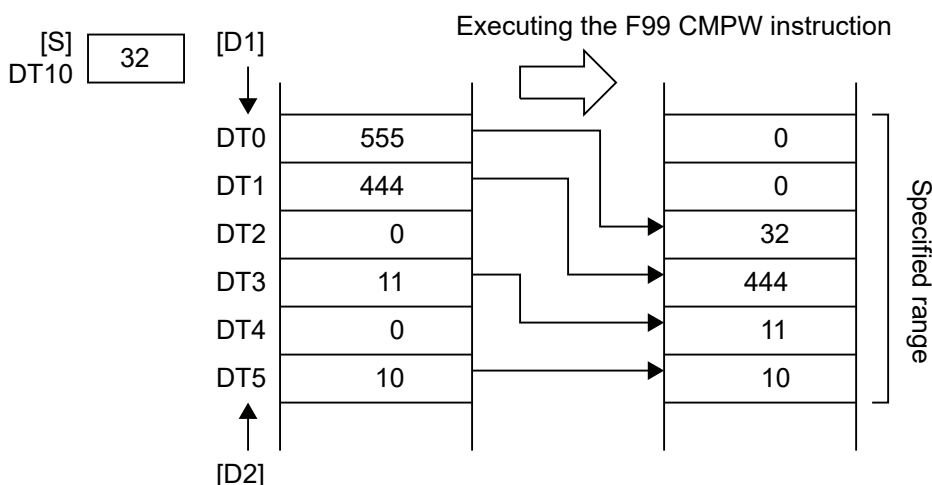 Executing the F99 CMPW instruction
[S]
DT10
32
[D1]
DT0 555 0
DT1 444 0
DT2 0 32
DT3 11 444
DT4 0 11
DT5 10 10
Specified range
[D2]